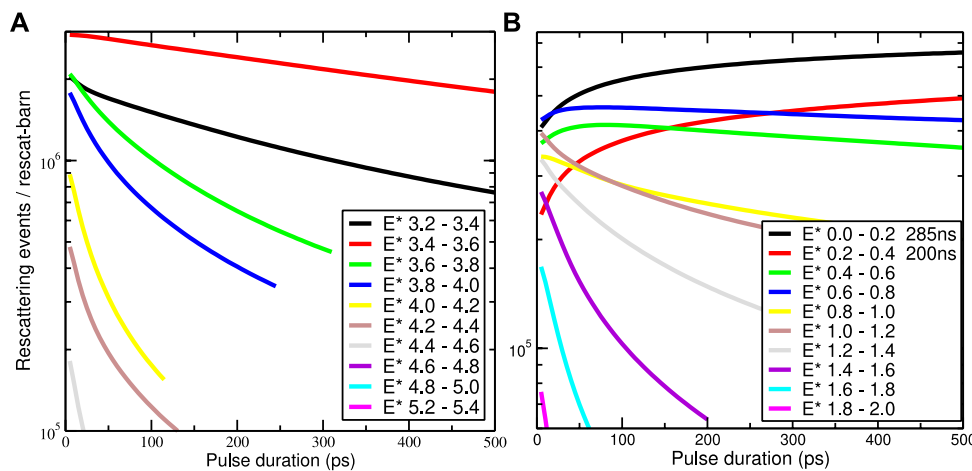 A
B
Rescattering events / rescat-barn
10^6
10^5
E* 3.2 - 3.4
E* 3.4 - 3.6
E* 3.6 - 3.8
E* 3.8 - 4.0
E* 4.0 - 4.2
E* 4.2 - 4.4
E* 4.4 - 4.6
E* 4.6 - 4.8
E* 4.8 - 5.0
E* 5.2 - 5.4
0 100 200 300 400 500
Pulse duration (ps)
10^5
E* 0.0 - 0.2 285ns
E* 0.2 - 0.4 200ns
E* 0.4 - 0.6
E* 0.6 - 0.8
E* 0.8 - 1.0
E* 1.0 - 1.2
E* 1.2 - 1.4
E* 1.4 - 1.6
E* 1.6 - 1.8
E* 1.8 - 2.0
0 100 200 300 400 500
Pulse duration (ps)